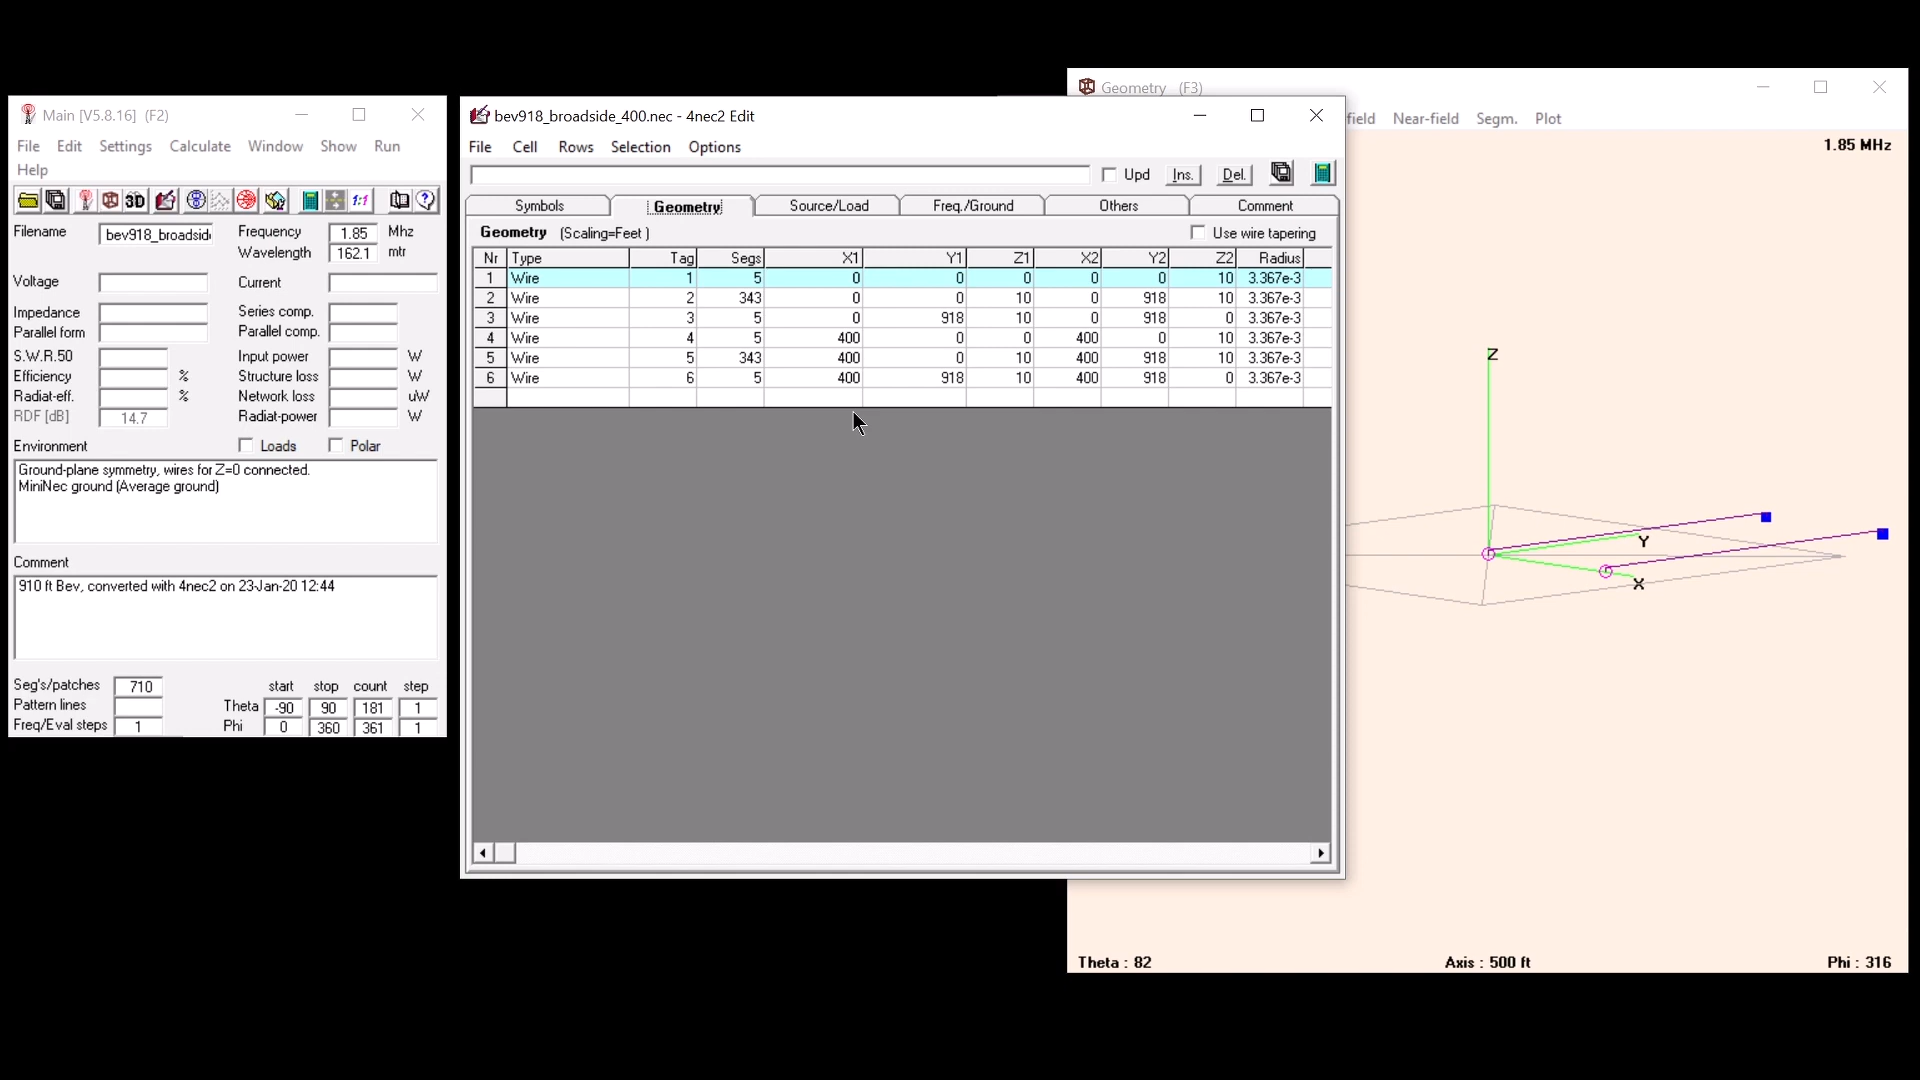 Main [V5.8.16] (F2)
File Edit Settings Calculate Window Show Run
Help
3D 1:1
Filename bev918_broadsid Frequency 1.85 Mhz
Wavelength 162.1 mtr
Voltage Current
Impedance Series comp.
Parallel form Parallel comp.
S.W.R.50 Input power W
Efficiency % Structure loss W
Radiat-eff. % Network loss uW
RDF [dB] 14.7 Radiat-power W
Environment Loads Polar
Ground-plane symmetry, wires for Z=0 connected.
MiniNec ground (Average ground)
Comment
910 ft Bev, converted with 4nec2 on 23-Jan-20 12:44
Seg's/patches 710 start stop count step
Pattern lines Theta -90 90 181 1
Freq/Eval steps 1 Phi 0 360 361 1
bev918_broadside_400.nec - 4nec2 Edit
File Cell Rows Selection Options
Upd Ins. Del.
Symbols Geometry Source/Load Freq./Ground Others Comment
Geometry (Scaling=Feet ) Use wire tapering
Nr Type Tag Segs X1 Y1 Z1 X2 Y2 Z2 Radius
1 Wire 1 5 0 0 0 0 0 10 3.367e-3
2 Wire 2 343 0 0 10 0 918 10 3.367e-3
3 Wire 3 5 0 918 10 0 918 0 3.367e-3
4 Wire 4 5 400 0 0 400 0 10 3.367e-3
5 Wire 5 343 400 0 10 400 918 10 3.367e-3
6 Wire 6 5 400 918 10 400 918 0 3.367e-3
Geometry (F3)
field Near-field Segm. Plot
1.85 MHz
Z
Y
X
Theta : 82 Axis : 500 ft Phi : 316